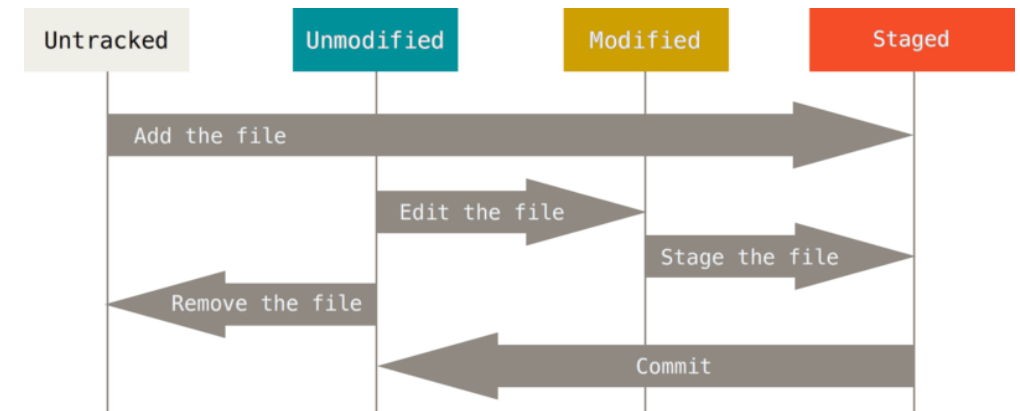 Untracked
Unmodified
Modified
Staged
Add the file
Edit the file
Stage the file
Remove the file
Commit